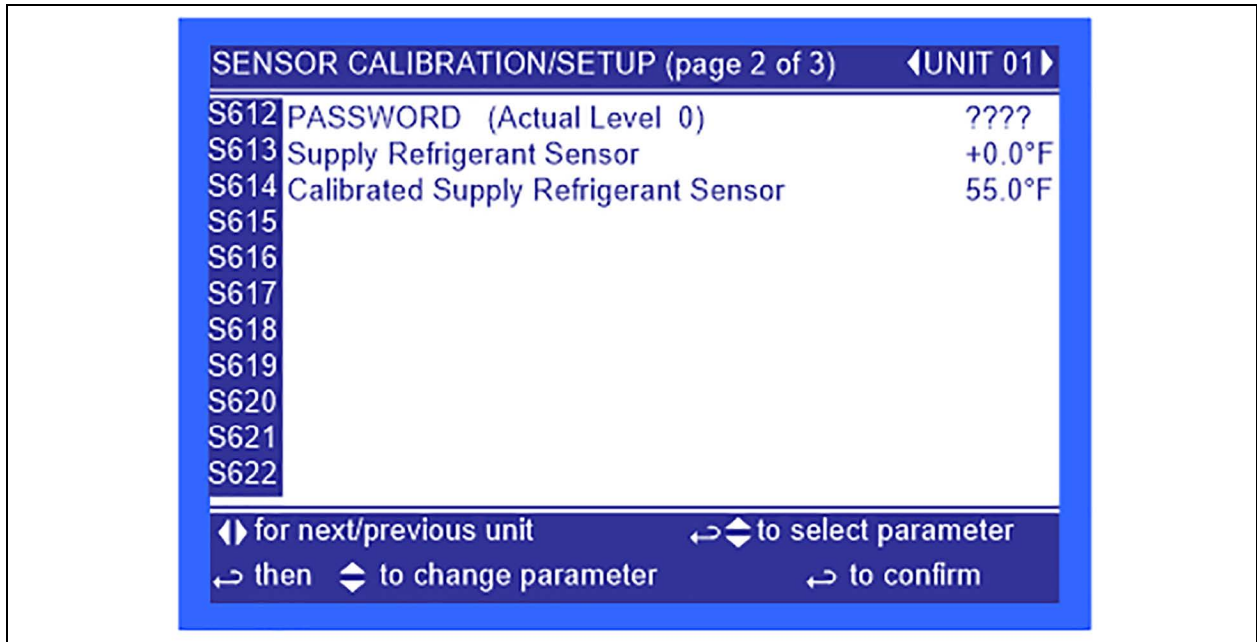 SENSOR CALIBRATION/SETUP (page 2 of 3) UNIT 01
S612 PASSWORD (Actual Level 0) ????
S613 Supply Refrigerant Sensor +0.0°F
S614 Calibrated Supply Refrigerant Sensor 55.0°F
S615
S616
S617
S618
S619
S620
S621
S622
for next/previous unit to select parameter
then to change parameter to confirm